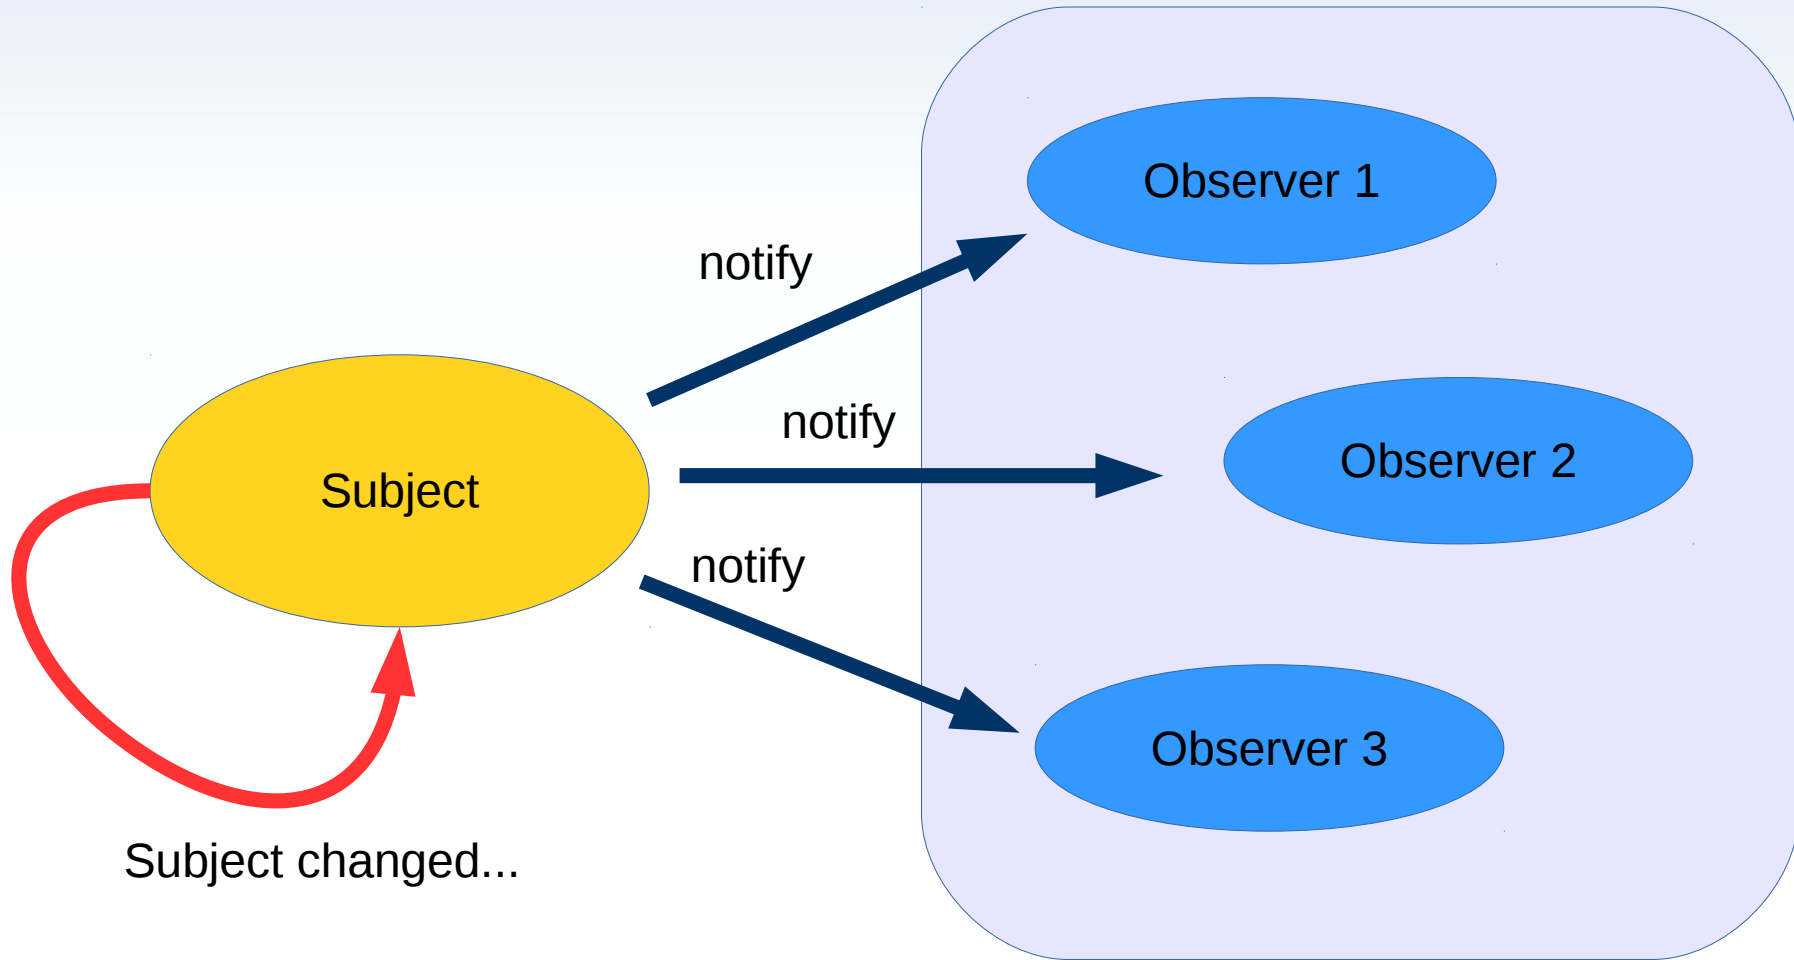 Observer 1
notify
notify
Observer 2
Subject
notify
Observer 3
Subject changed...